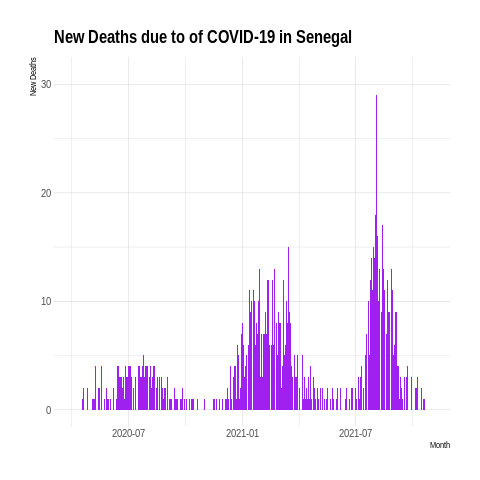 New Deaths due to of COVID-19 in Senegal
New Deaths
30
20
10
0
2020-07
2021-01
2021-07
Month